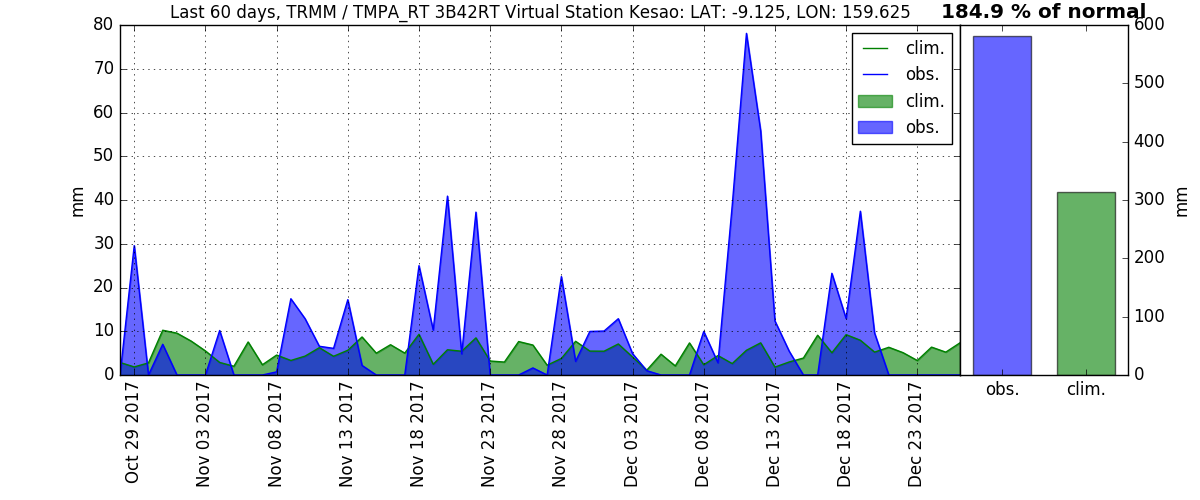 Last 60 days, TRMM / TMPA_RT 3B42RT Virtual Station Kesao: LAT: -9.125, LON: 159.625
184.9 % of normal
80
70
60
50
40
30
20
10
0
mm
clim.
obs.
clim.
obs.
Oct 29 2017
Nov 03 2017
Nov 08 2017
Nov 13 2017
Nov 18 2017
Nov 23 2017
Nov 28 2017
Dec 03 2017
Dec 08 2017
Dec 13 2017
Dec 18 2017
Dec 23 2017
600
500
400
300
200
100
0
mm
obs.
clim.